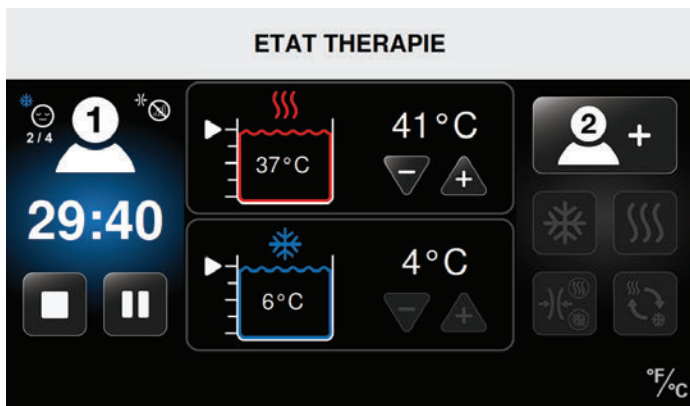 ETAT THERAPIE
2/4
1
29:40
37°C
41°C
- +
6°C
4°C
- +
2 +
°F/°C